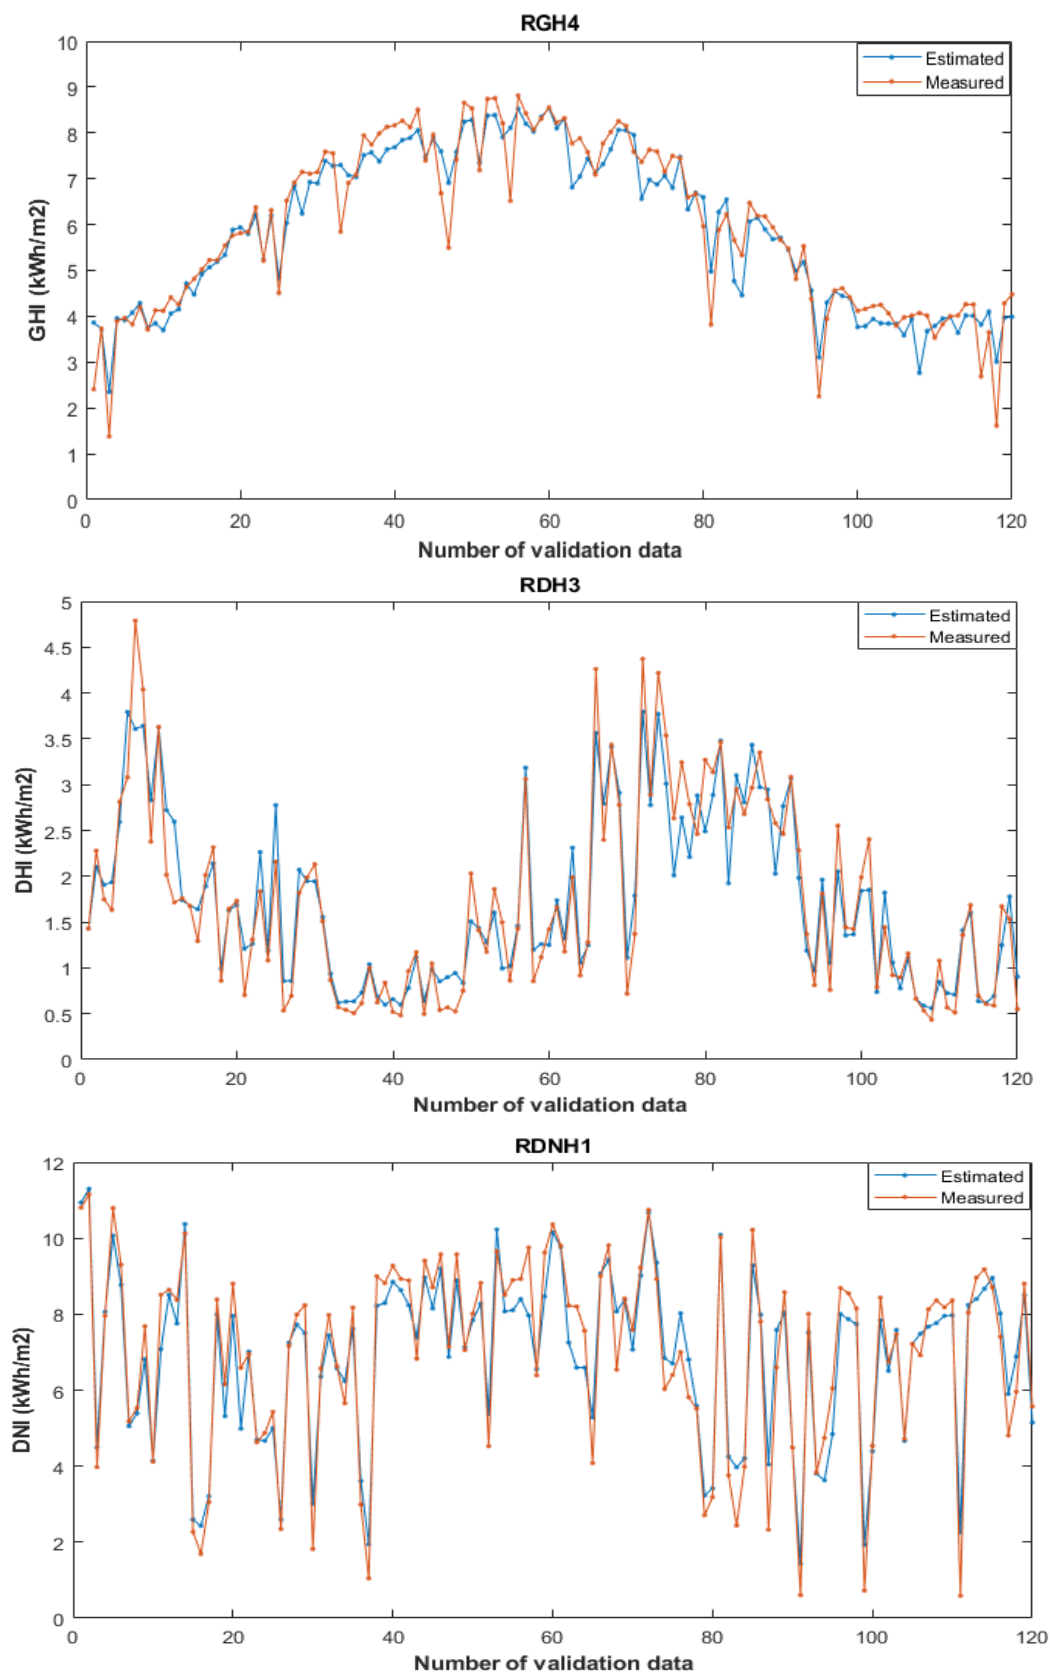 RGH4
10
9
8
7
6
5
4
3
2
1
0
GHI (kWh/m2)
Estimated
Measured
0 20 40 60 80 100 120
Number of validation data
RDH3
5
4.5
4
3.5
3
2.5
2
1.5
1
0.5
0
DHI (kWh/m2)
Estimated
Measured
0 20 40 60 80 100 120
Number of validation data
RDNH1
12
10
8
6
4
2
0
DNI (kWh/m2)
Estimated
Measured
0 20 40 60 80 100 120
Number of validation data